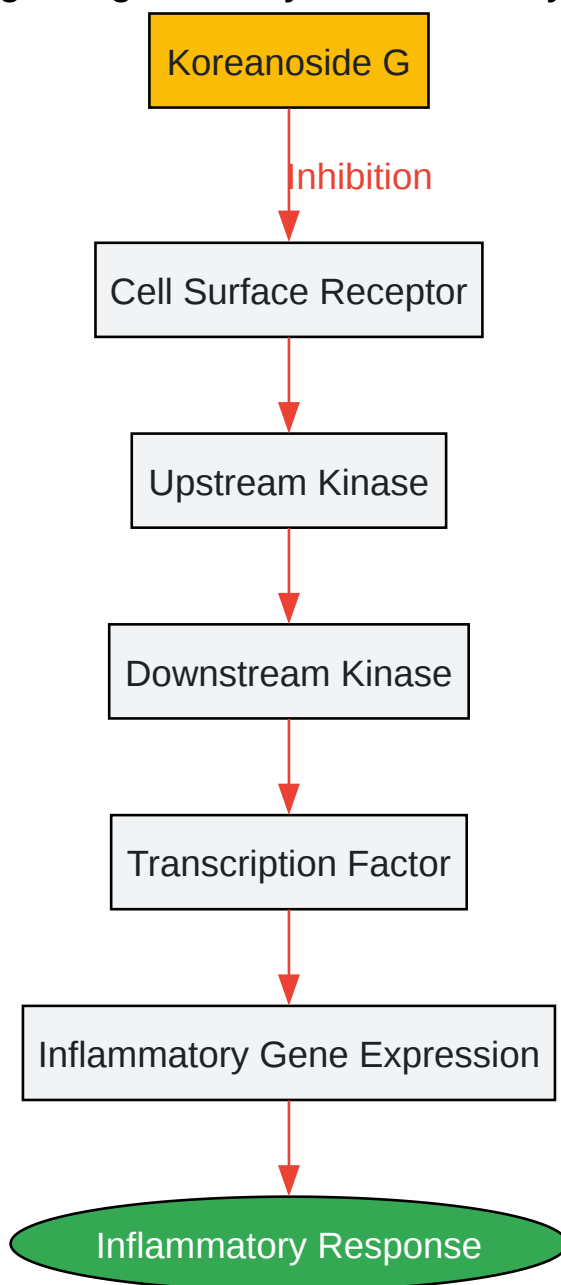 Koreanoside G
Inhibition
Cell Surface Receptor
Upstream Kinase
Downstream Kinase
Transcription Factor
Inflammatory Gene Expression
Inflammatory Response